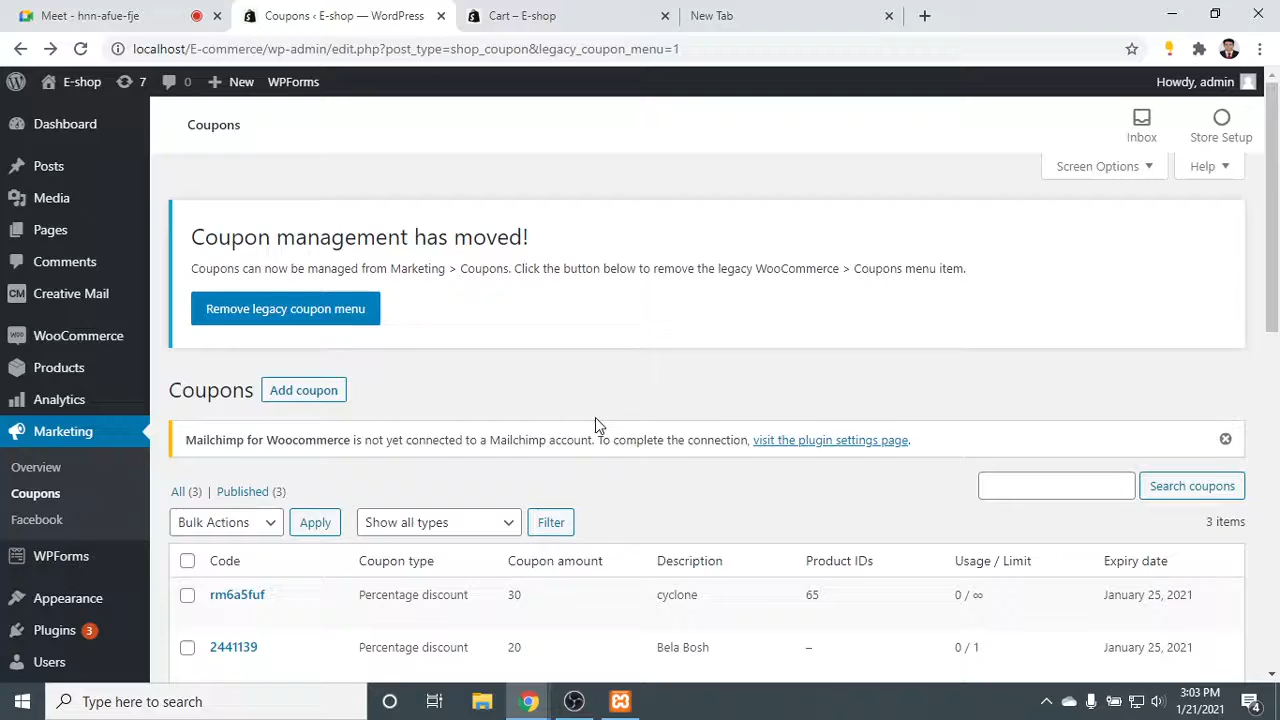 Meet - hnn-afue-fje
Coupons ‹ E-shop — WordPress
Cart – E-shop
New Tab
localhost/E-commerce/wp-admin/edit.php?post_type=shop_coupon&legacy_coupon_menu=1
E-shop
7
0
New
WPForms
Howdy, admin
Dashboard
Posts
Media
Pages
Comments
CM
Creative Mail
Woo
WooCommerce
Products
Analytics
Marketing
Overview
Coupons
Facebook
WPForms
Appearance
Plugins 3
Users
Coupons
Inbox
Store Setup
Screen Options
Help
Coupon management has moved!
Coupons can now be managed from Marketing > Coupons. Click the button below to remove the legacy WooCommerce > Coupons menu item.
Remove legacy coupon menu
Coupons
Add coupon
Mailchimp for Woocommerce is not yet connected to a Mailchimp account. To complete the connection, visit the plugin settings page.
All (3) | Published (3)
Search coupons
Bulk Actions
Apply
Show all types
Filter
3 items
Code Coupon type Coupon amount Description Product IDs Usage / Limit Expiry date
rm6a5fuf Percentage discount 30 cyclone 65 0 / ∞ January 25, 2021
2441139 Percentage discount 20 Bela Bosh – 0 / 1 January 25, 2021
Type here to search
3:03 PM
1/21/2021
4